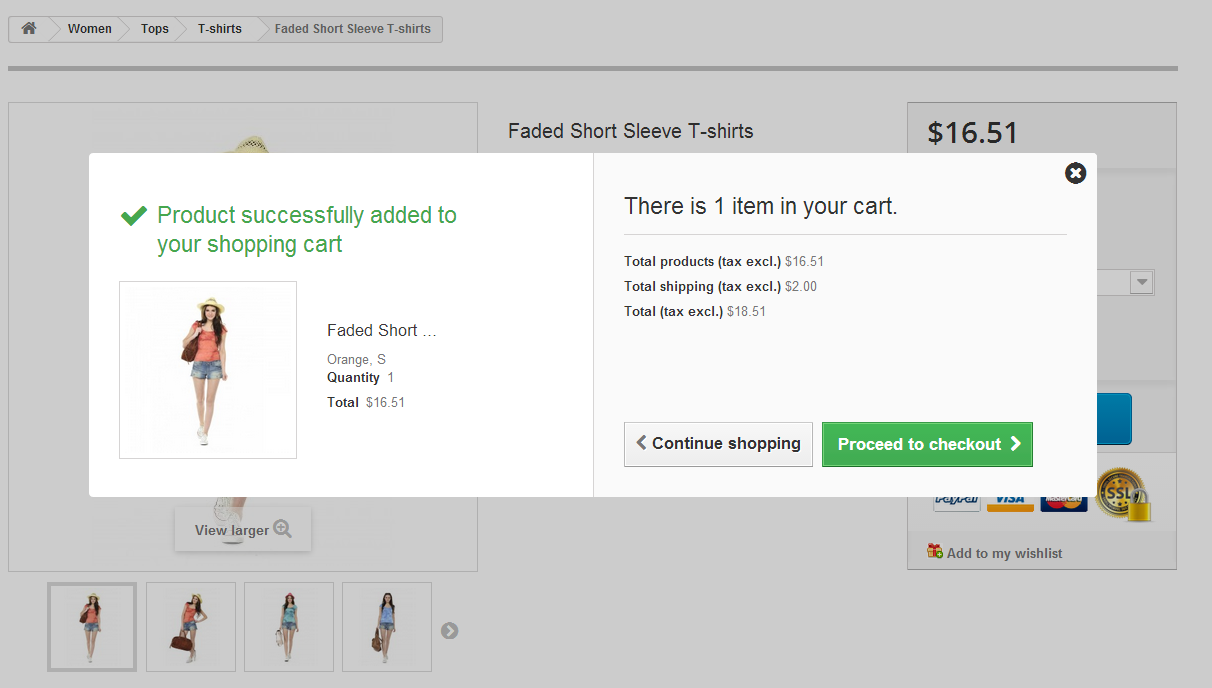 Women
Tops
T-shirts
Faded Short Sleeve T-shirts
Faded Short Sleeve T-shirts
$16.51
Product successfully added to
your shopping cart
Faded Short ...
Orange, S
Quantity 1
Total $16.51
There is 1 item in your cart.
Total products (tax excl.) $16.51
Total shipping (tax excl.) $2.00
Total (tax excl.) $18.51
Continue shopping
Proceed to checkout
PayPal
VISA
MasterCard
SSL
View larger
Add to my wishlist